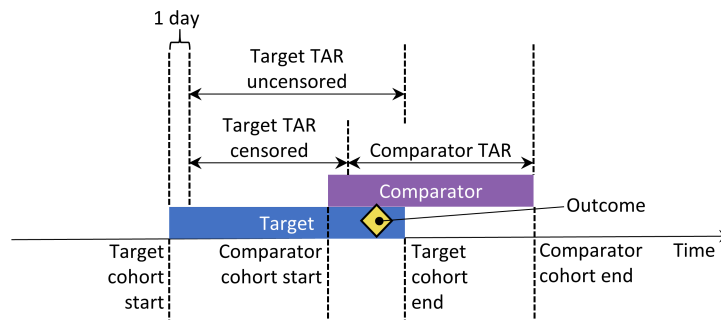 1 day
Target TAR
uncensored
Target TAR
censored
Comparator TAR
Comparator
Outcome
Target
Target
cohort
start
Comparator
cohort start
Target
cohort
end
Comparator
cohort end
Time